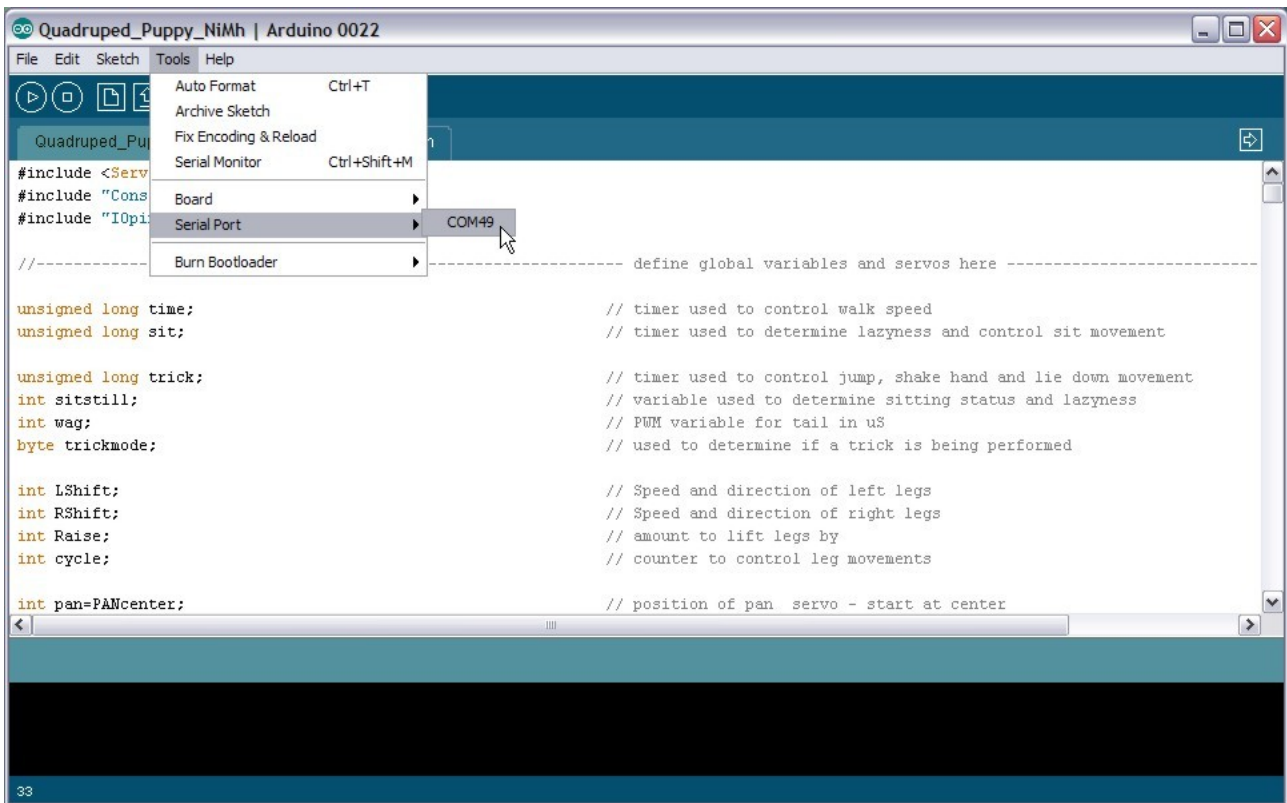 Quadruped_Puppy_NiMh | Arduino 0022
File Edit Sketch Tools Help
Auto Format Ctrl+T
Archive Sketch
Fix Encoding & Reload
Serial Monitor Ctrl+Shift+M
Board
Serial Port
COM49
Burn Bootloader
Quadruped_Pu
#include <Serv
#include "Cons
#include "IOpi
//------------- --------------------- define global variables and servos here ---------------------------
unsigned long time; // timer used to control walk speed
unsigned long sit; // timer used to determine lazyness and control sit movement
unsigned long trick; // timer used to control jump, shake hand and lie down movement
int sitstill; // variable used to determine sitting status and lazyness
int wag; // PWM variable for tail in uS
byte trickmode; // used to determine if a trick is being performed
int LShift; // Speed and direction of left legs
int RShift; // Speed and direction of right legs
int Raise; // amount to lift legs by
int cycle; // counter to control leg movements
int pan=PANcenter; // position of pan servo - start at center
33